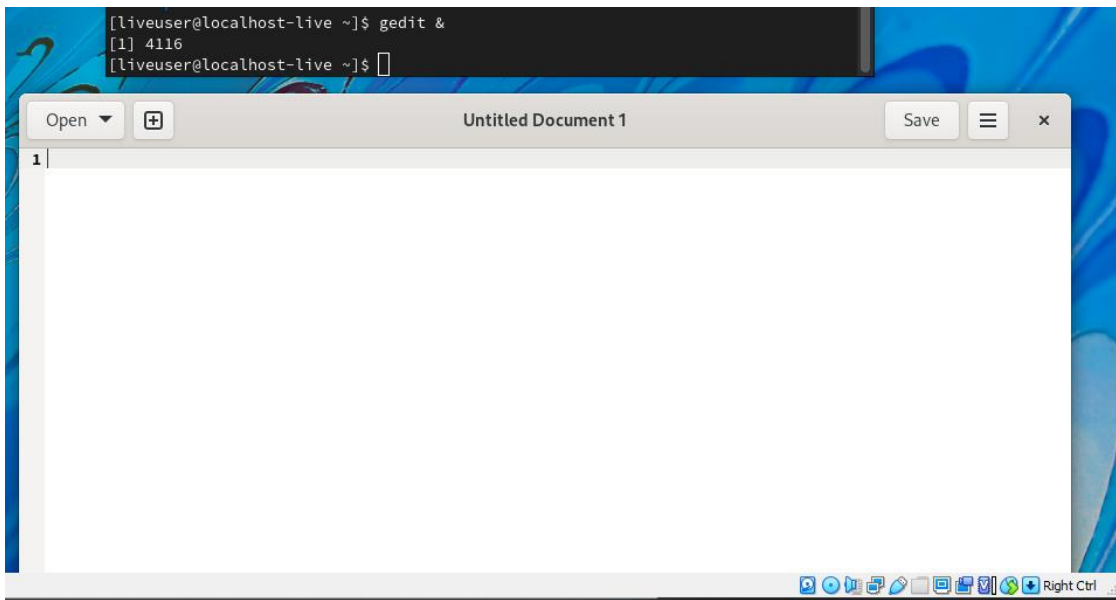 [liveuser@localhost-live ~]$ gedit &
[1] 4116
[liveuser@localhost-live ~]$
Open Untitled Document 1 Save
1
Right Ctrl